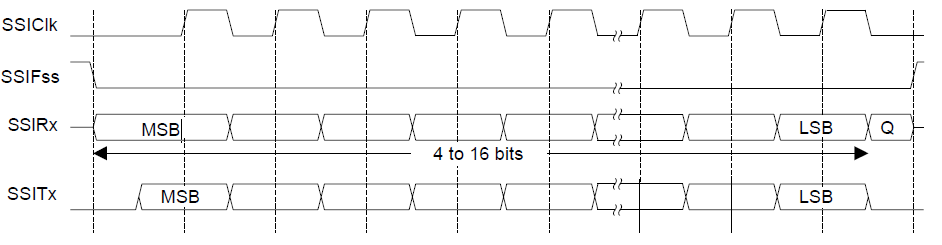 SSIClk
SSIFss
SSIRx MSB LSB Q
4 to 16 bits
SSITx MSB LSB